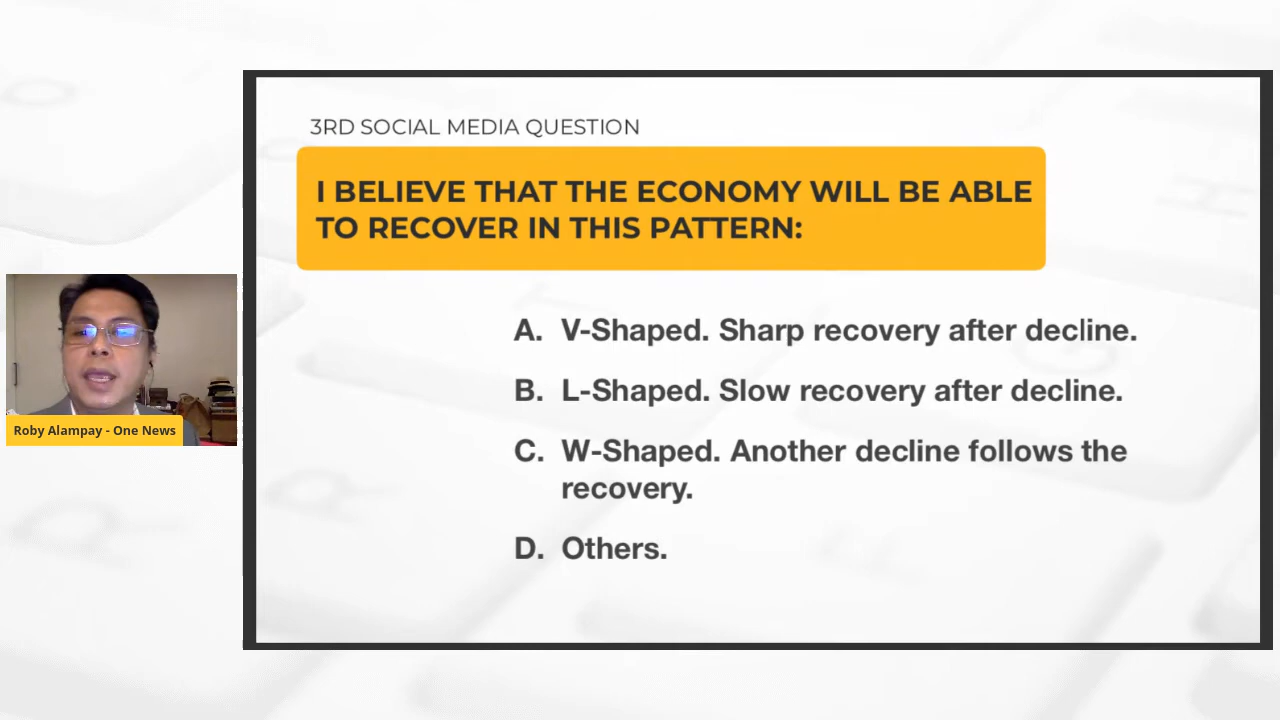 3RD SOCIAL MEDIA QUESTION
I BELIEVE THAT THE ECONOMY WILL BE ABLE
TO RECOVER IN THIS PATTERN:
A. V-Shaped. Sharp recovery after decline.
B. L-Shaped. Slow recovery after decline.
C. W-Shaped. Another decline follows the
recovery.
D. Others.
Roby Alampay - One News